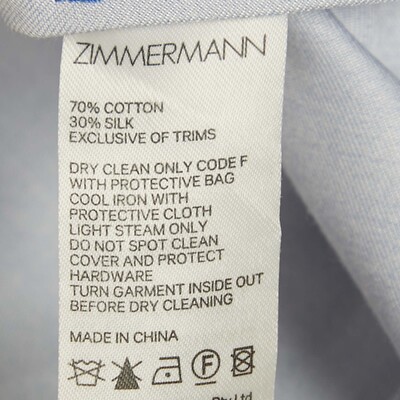 ZIMMERMANN
70% COTTON
30% SILK
EXCLUSIVE OF TRIMS
DRY CLEAN ONLY CODE F
WITH PROTECTIVE BAG
COOL IRON WITH
PROTECTIVE CLOTH
LIGHT STEAM ONLY
DO NOT SPOT CLEAN
COVER AND PROTECT
HARDWARE
TURN GARMENT INSIDE OUT
BEFORE DRY CLEANING
MADE IN CHINA
F
Pty Ltd